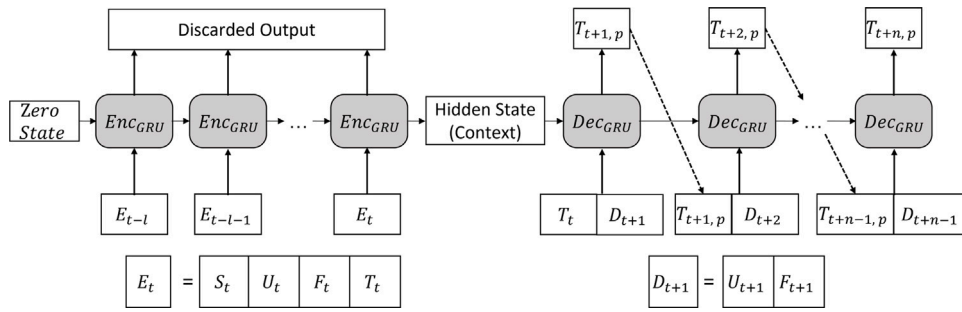 Discarded Output
T_{t+1, p}
T_{t+2, p}
T_{t+n, p}
Zero
State
Enc_{GRU}
Enc_{GRU}
...
Enc_{GRU}
Hidden State
(Context)
Dec_{GRU}
Dec_{GRU}
...
Dec_{GRU}
E_{t-l}
E_{t-l-1}
E_t
T_t
D_{t+1}
T_{t+1, p}
D_{t+2}
T_{t+n-1, p}
D_{t+n-1}
E_t = S_t U_t F_t T_t
D_{t+1} = U_{t+1} F_{t+1}